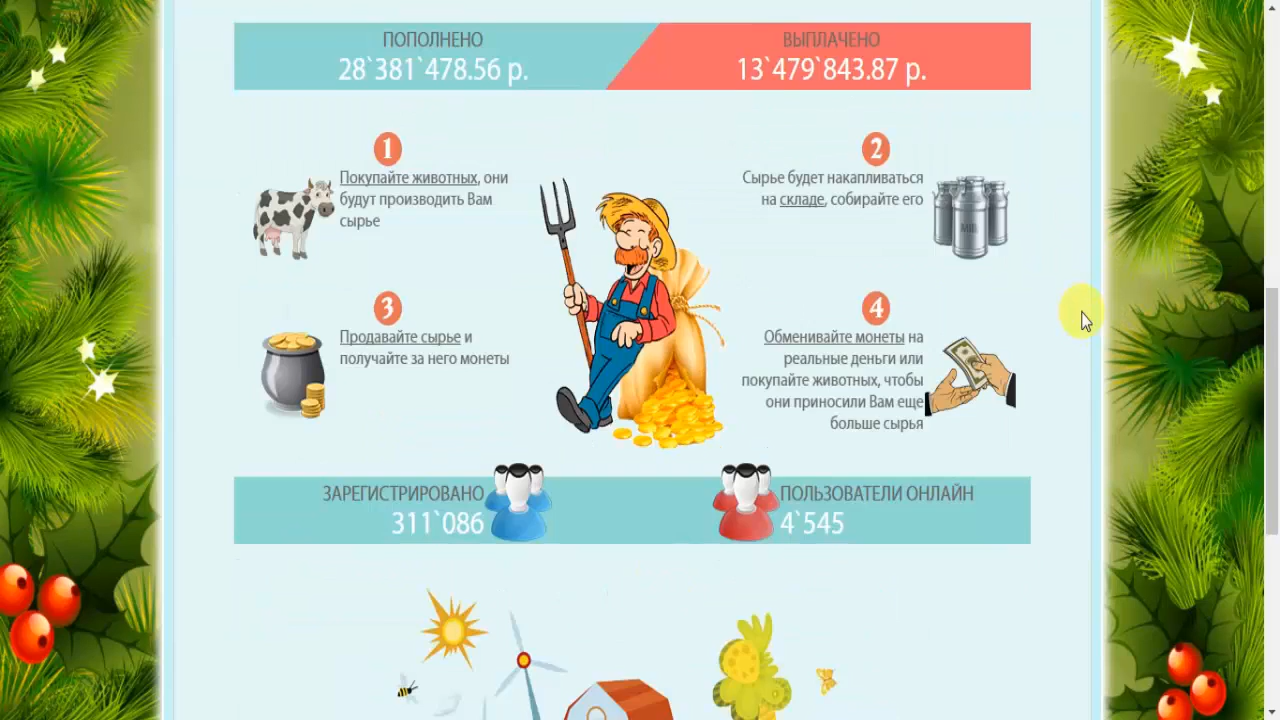 ПОПОЛНЕНО
28`381`478.56 р.
ВЫПЛАЧЕНО
13`479`843.87 р.
1
Покупайте животных, они
будут производить Вам
сырье
2
Сырье будет накапливаться
на складе, собирайте его
3
Продавайте сырье и
получайте за него монеты
4
Обменивайте монеты на
реальные деньги или
покупайте животных, чтобы
они приносили Вам еще
больше сырья
ЗАРЕГИСТРИРОВАНО
311`086
ПОЛЬЗОВАТЕЛИ ОНЛАЙН
4`545